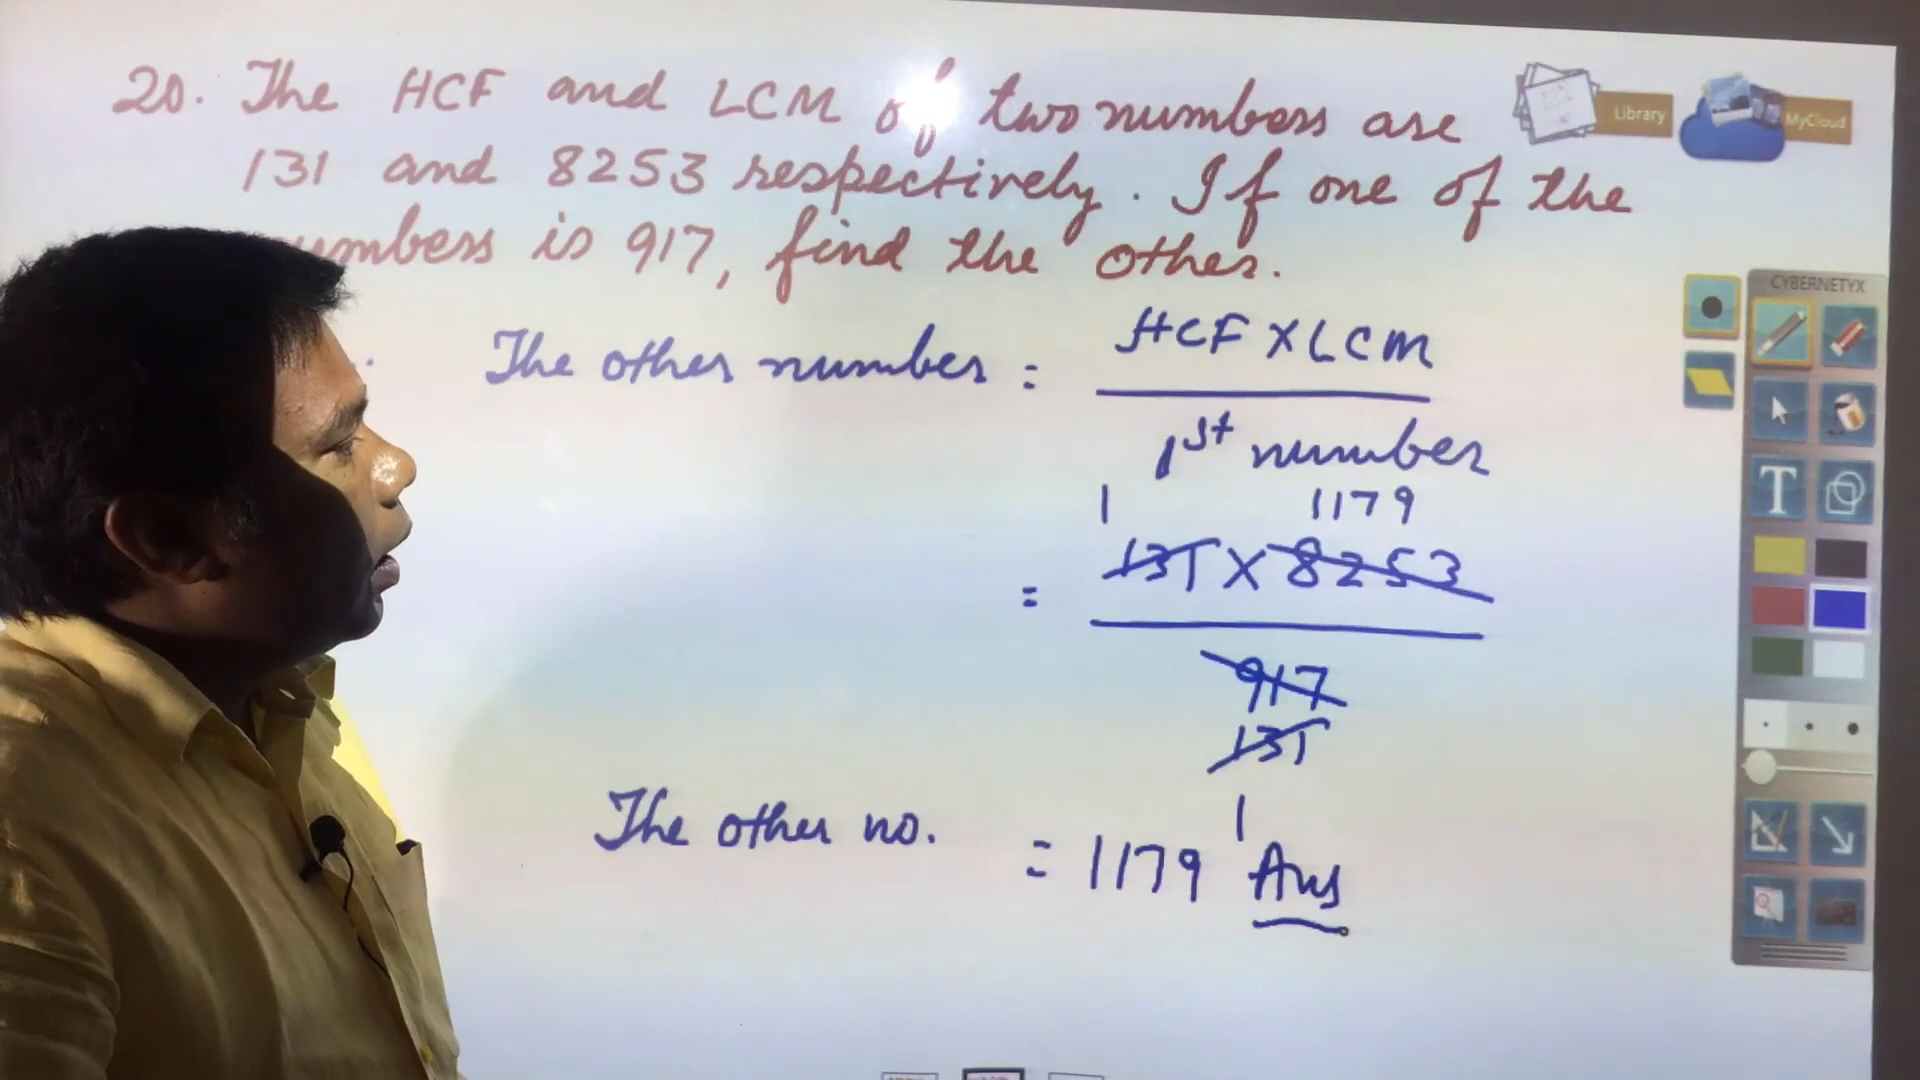 20. The HCF and LCM of two numbers are
131 and 8253 respectively. If one of the
numbers is 917, find the other.
The other number = HCF X LCM
1st number
1 1179
= 131 X 8253
917
131
1
The other no. = 1179 Ans
Library
MyCloud
CYBERNETYX
T